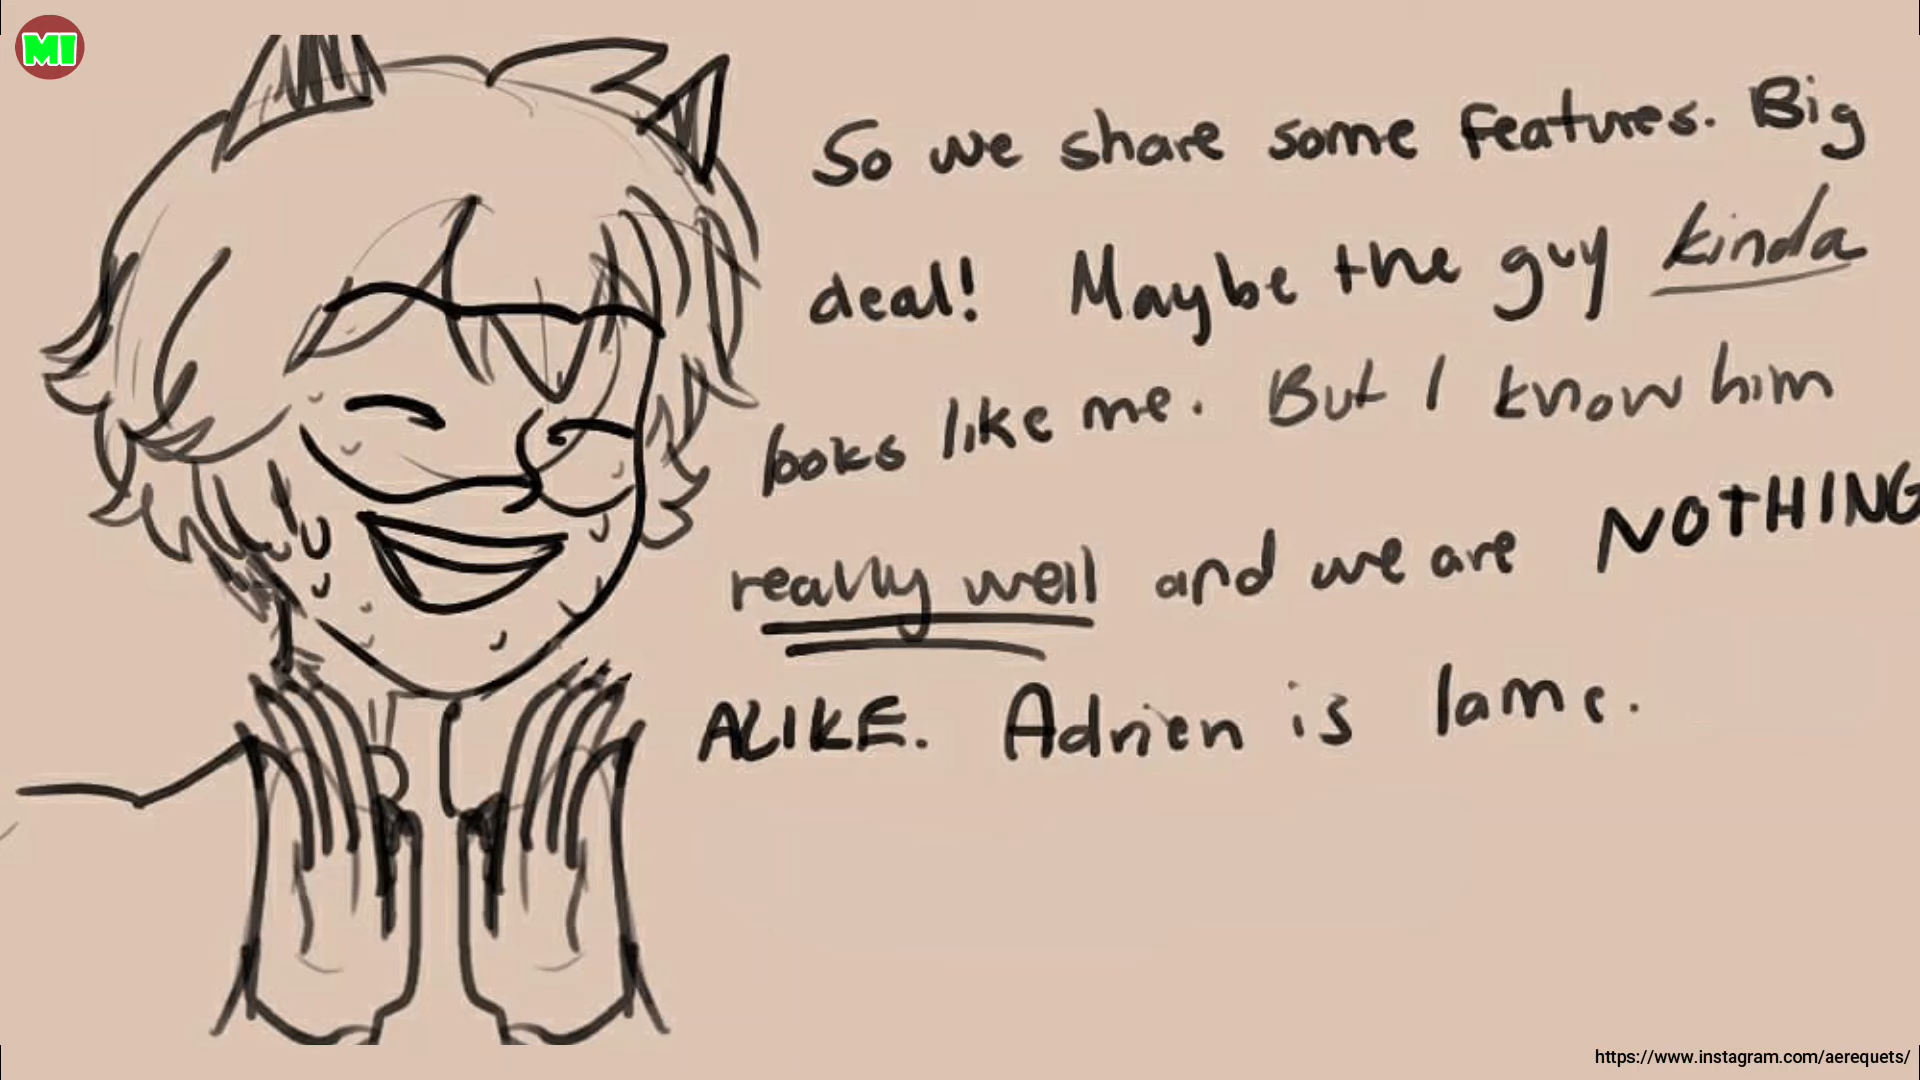 MI
So we share some features. Big
deal! Maybe the guy kinda
looks like me. But I know him
really well and we are NOTHING
ALIKE. Adrien is lame.
https://www.instagram.com/aerequets/